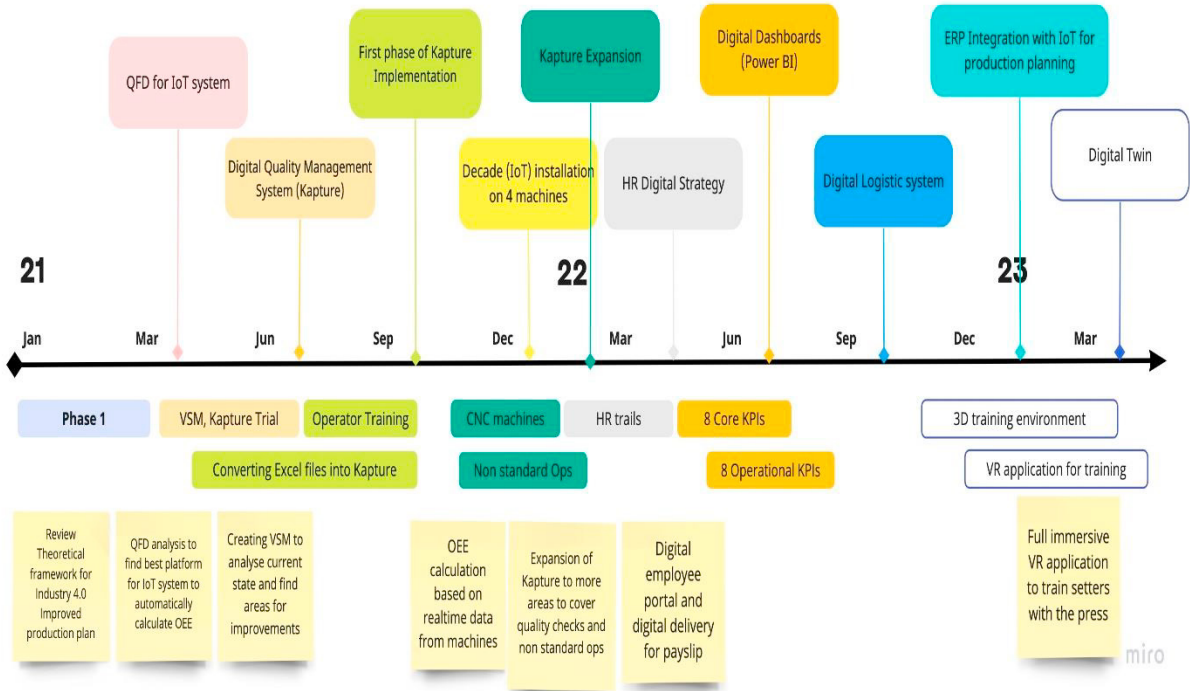 QFD for IoT system
Digital Quality Management
System (Kapture)
First phase of Kapture
Implementation
Decade (IoT) installation
on 4 machines
Kapture Expansion
HR Digital Strategy
Digital Dashboards
(Power BI)
Digital Logistic system
ERP Integration with IoT for
production planning
Digital Twin
21
22
23
Jan
Mar
Jun
Sep
Dec
Mar
Jun
Sep
Dec
Mar
Phase 1
VSM, Kapture Trial
Operator Training
CNC machines
HR trails
8 Core KPIs
3D training environment
Converting Excel files into Kapture
Non standard Ops
8 Operational KPIs
VR application for training
Review
Theoretical
framework for
Industry 4.0
Improved
production plan
QFD analysis to
find best platform
for IoT system to
automatically
calculate OEE
Creating VSM to
analyse current
state and find
areas for
improvements
OEE
calculation
based on
realtime data
from machines
Expansion of
Kapture to more
areas to cover
quality checks and
non standard ops
Digital
employee
portal and
digital delivery
for payslip
Full immersive
VR application
to train setters
with the press
miro